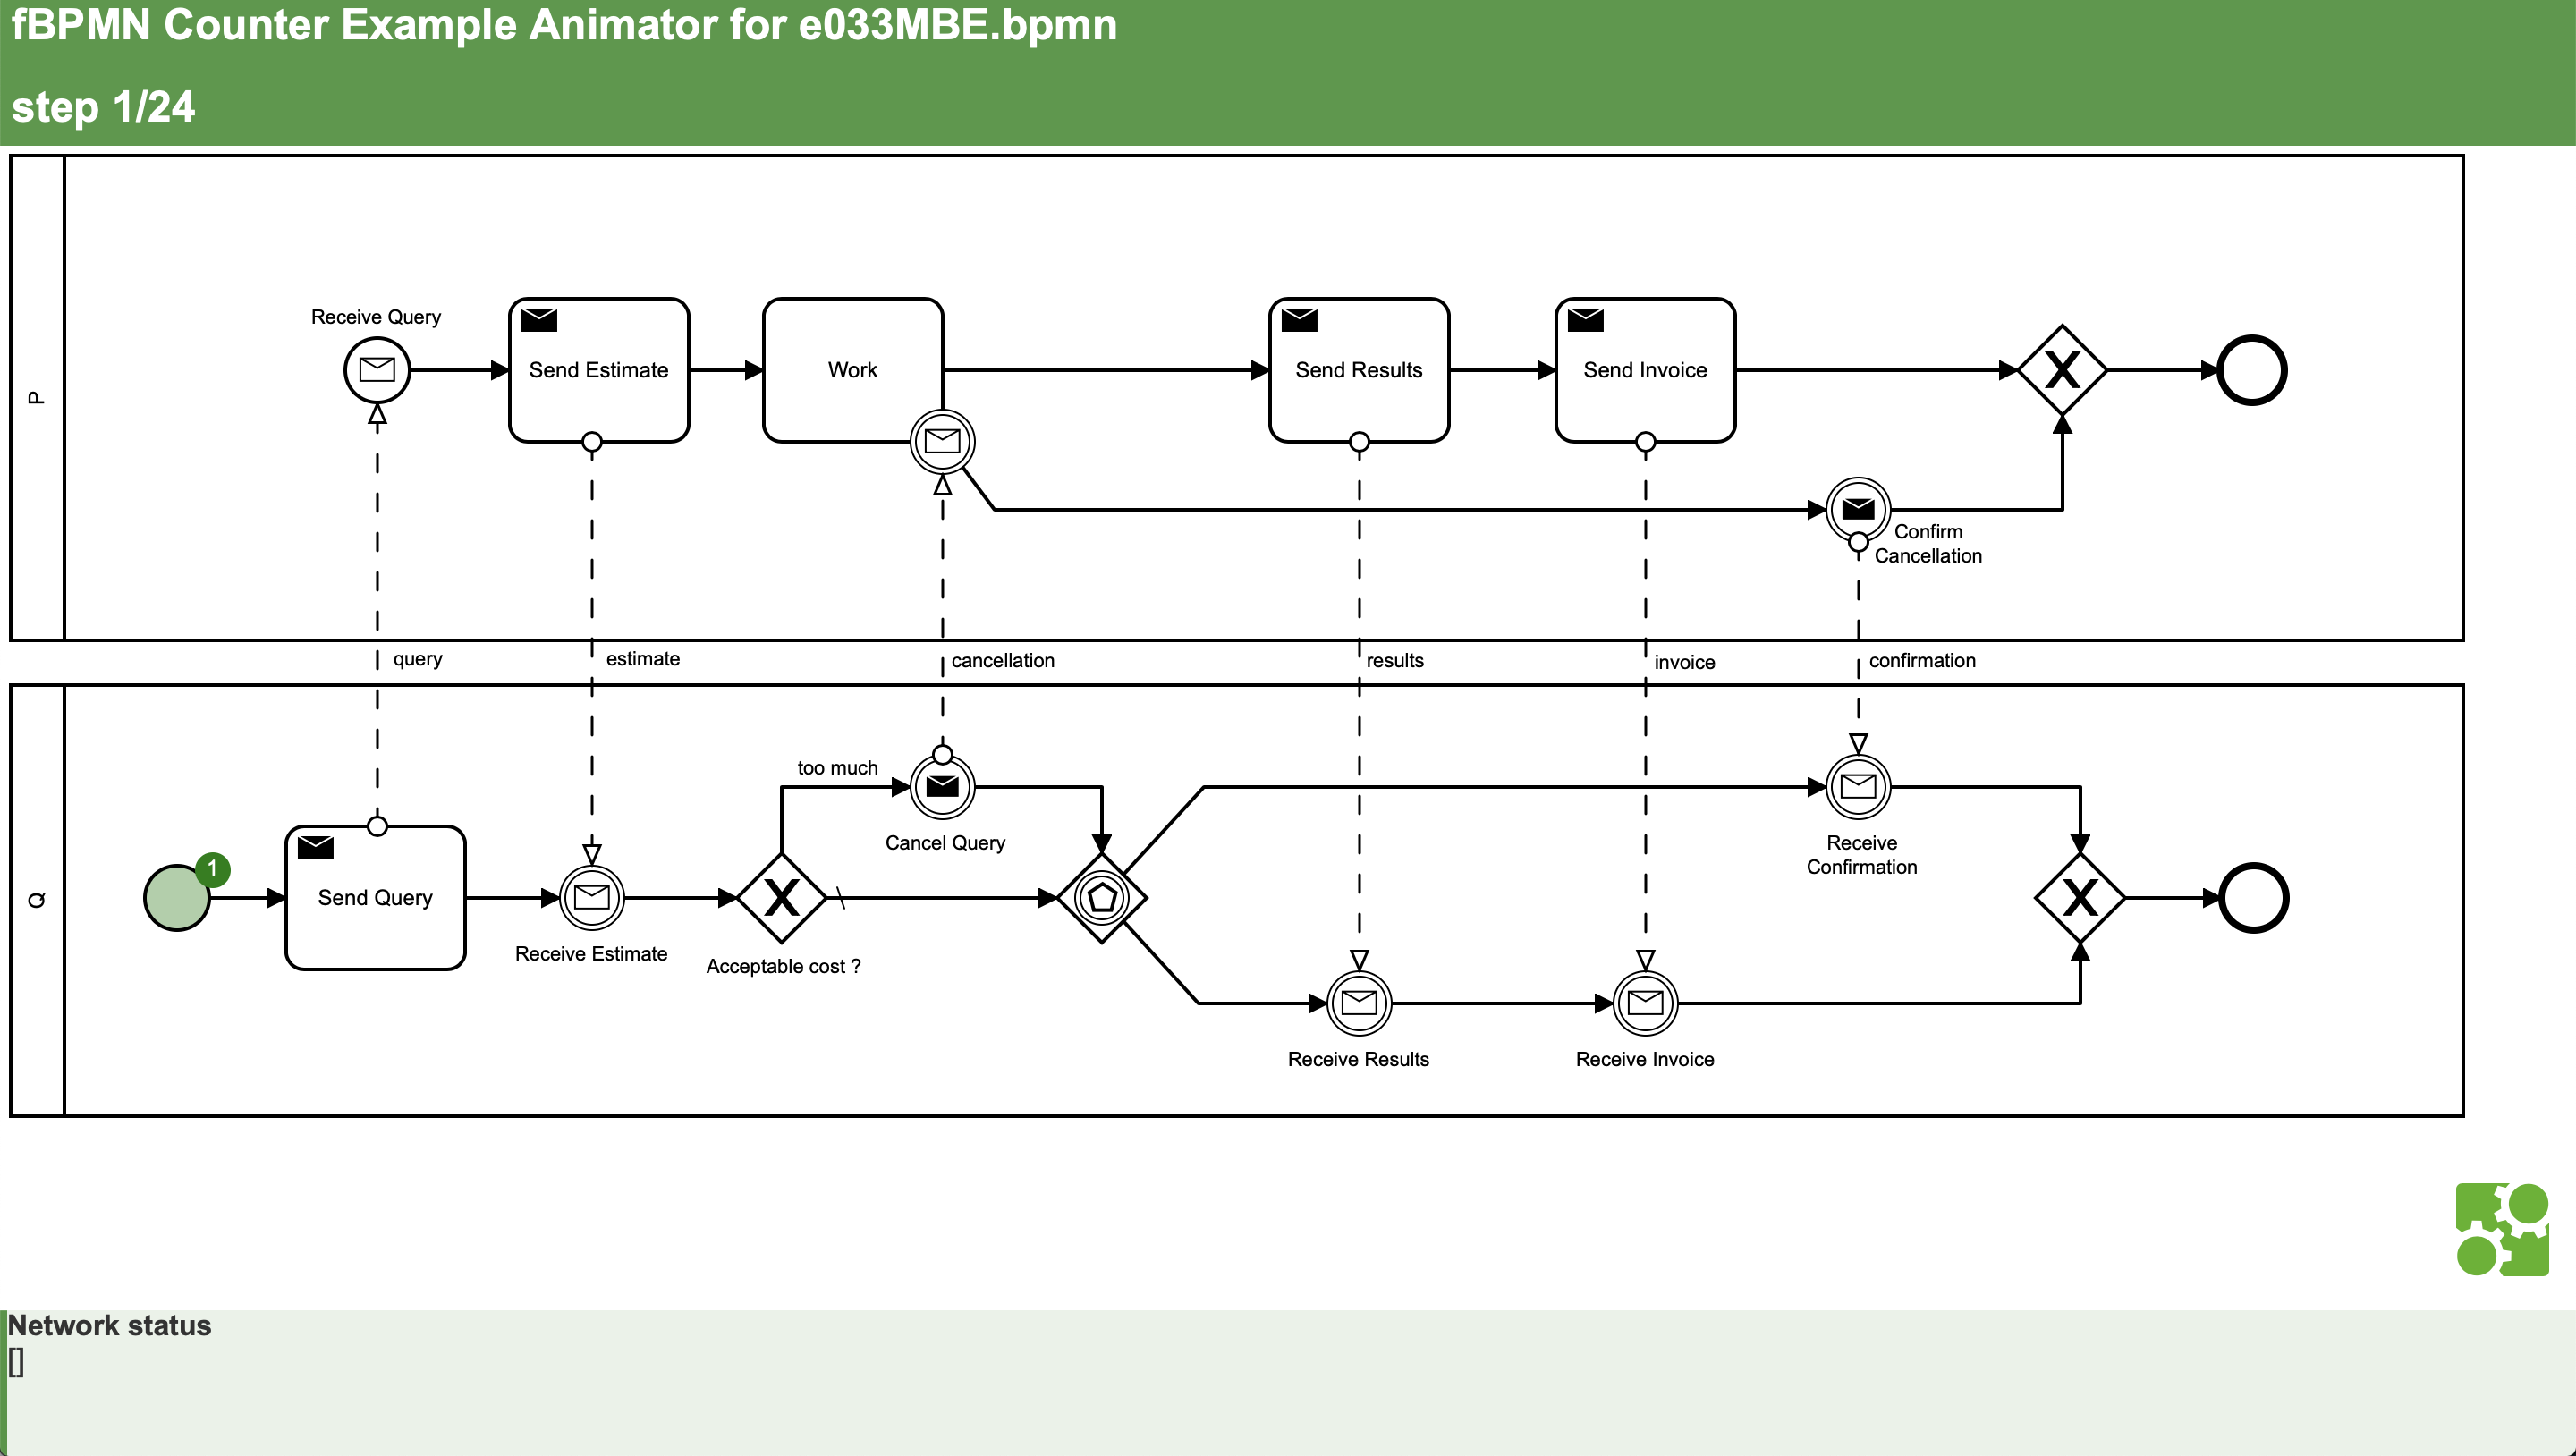 fBPMN Counter Example Animator for e033MBE.bpmn
step 1/24
P
Receive Query
Send Estimate
Work
Send Results
Send Invoice
X
Confirm
Cancellation
query
estimate
cancellation
results
invoice
confirmation
Q
1
Send Query
Receive Estimate
X
Acceptable cost ?
too much
Cancel Query
Receive
Confirmation
Receive Results
Receive Invoice
X
Network status
[]